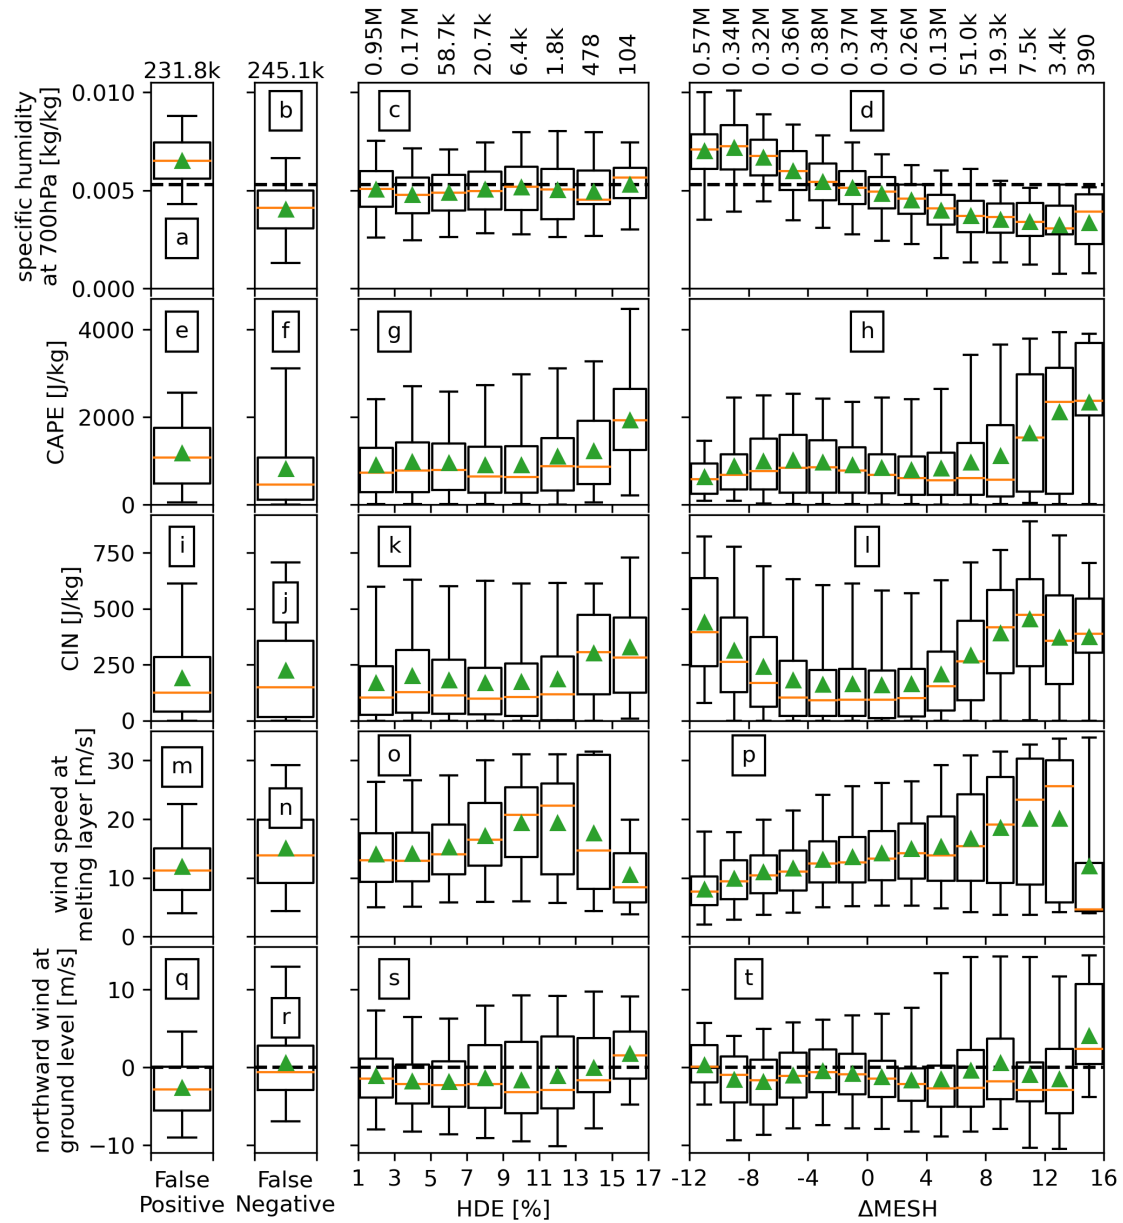 231.8k
245.1k
0.95M
0.17M
58.7k
20.7k
6.4k
1.8k
478
104
0.57M
0.34M
0.32M
0.36M
0.38M
0.37M
0.34M
0.26M
0.13M
51.0k
19.3k
7.5k
3.4k
390
specific humidity
at 700hPa [kg/kg]
0.010
0.005
0.000
a
b
c
d
CAPE [J/kg]
4000
2000
0
e
f
g
h
CIN [J/kg]
750
500
250
0
i
j
k
l
wind speed at
melting layer [m/s]
30
20
10
0
m
n
o
p
northward wind at
ground level [m/s]
10
0
−10
q
r
s
t
False
Positive
False
Negative
1 3 5 7 9 11 13 15 17
HDE [%]
-12 -8 -4 0 4 8 12 16
ΔMESH